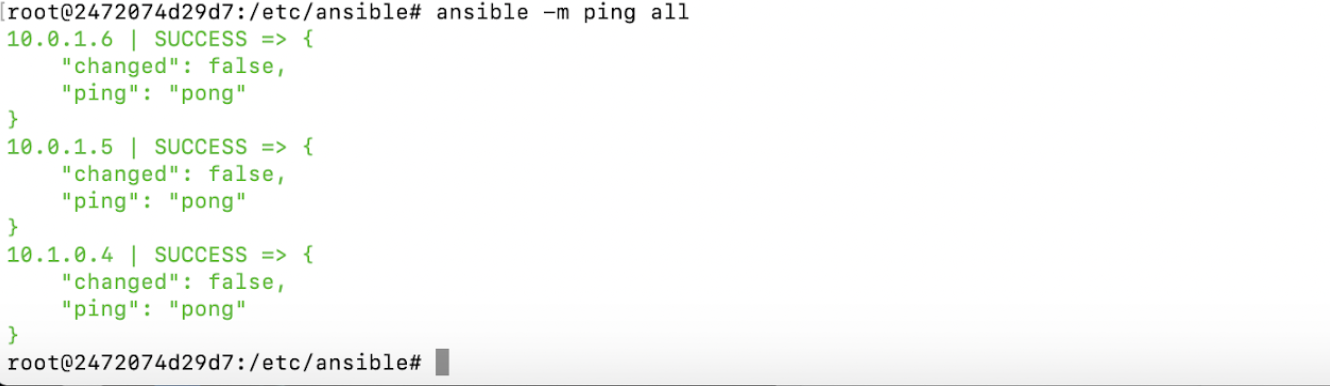 [root@2472074d29d7:/etc/ansible# ansible -m ping all
10.0.1.6 | SUCCESS => {
    "changed": false,
    "ping": "pong"
}
10.0.1.5 | SUCCESS => {
    "changed": false,
    "ping": "pong"
}
10.1.0.4 | SUCCESS => {
    "changed": false,
    "ping": "pong"
}
root@2472074d29d7:/etc/ansible#